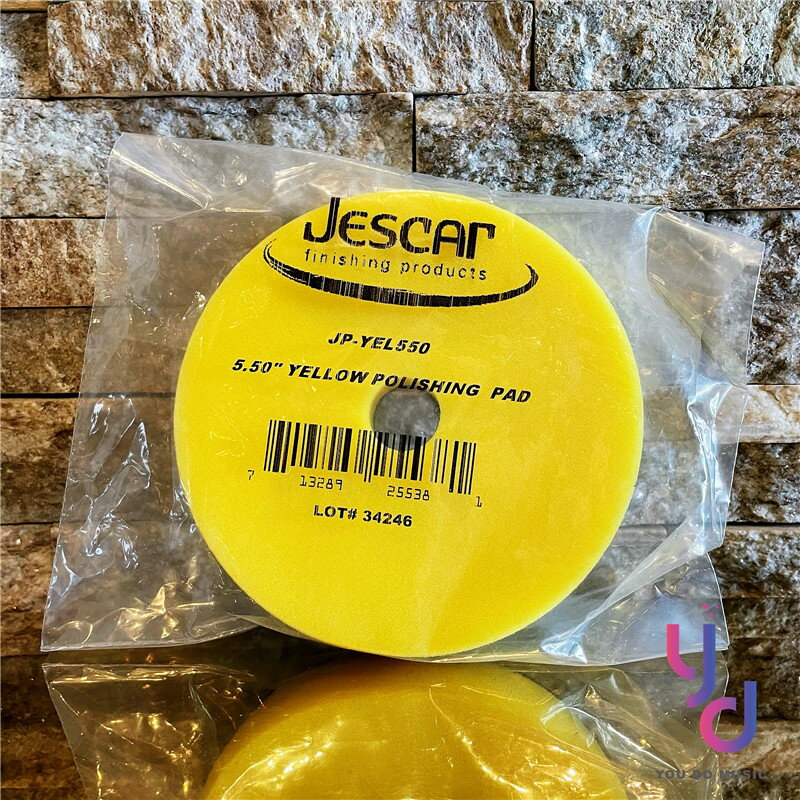 Jescar
finishing products
JP-YEL550
5.50" YELLOW POLISHING PAD
7 13289 25538 1
LOT# 34246
yd
YOU DO MUSIC